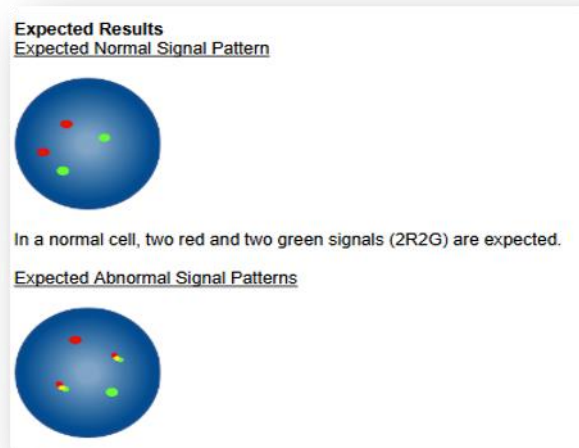 Expected Results
Expected Normal Signal Pattern
In a normal cell, two red and two green signals (2R2G) are expected.
Expected Abnormal Signal Patterns